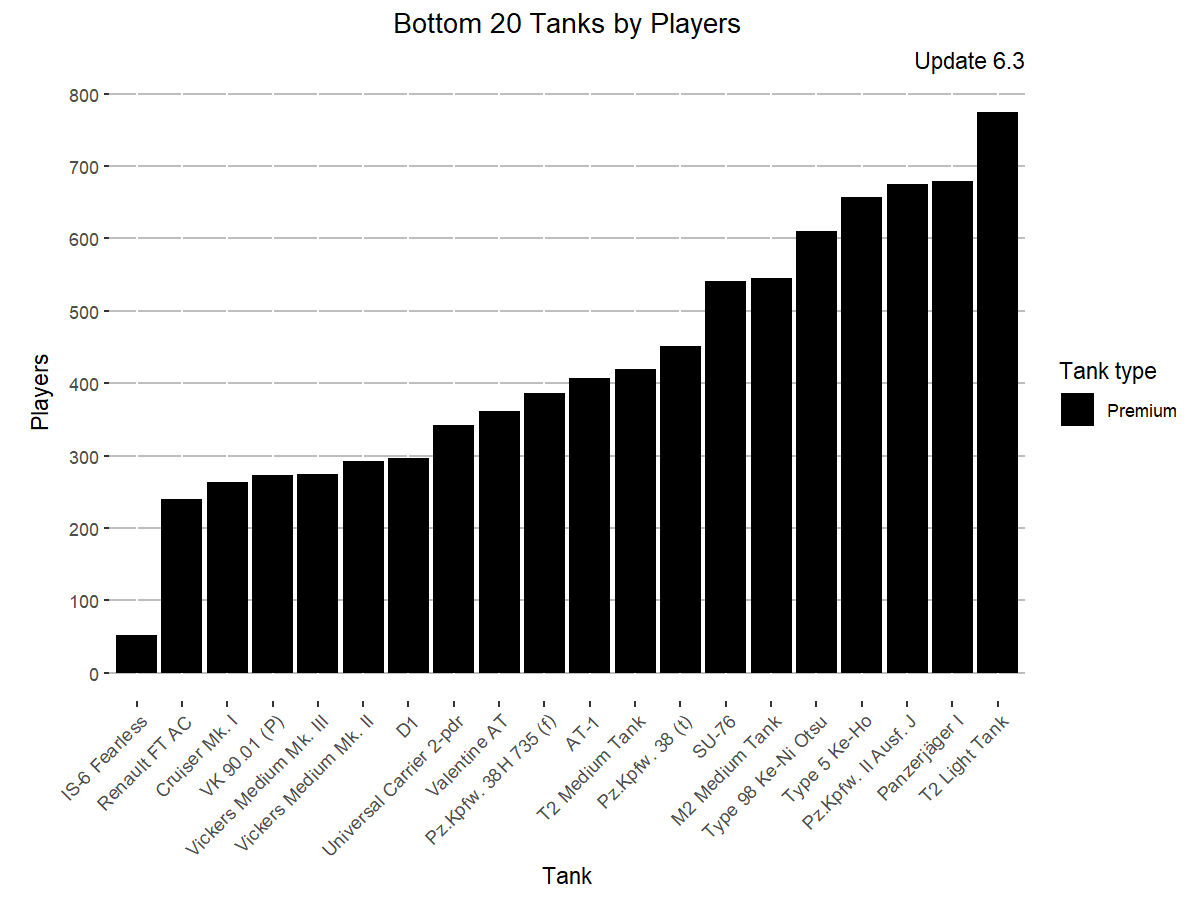 Bottom 20 Tanks by Players
Update 6.3
Players
800
700
600
500
400
300
200
100
0
IS-6 Fearless
Renault FT AC
Cruiser Mk. I
VK 90.01 (P)
Vickers Medium Mk. III
Vickers Medium Mk. II
D1
Universal Carrier 2-pdr
Valentine AT
Pz.Kpfw. 38H 735 (f)
AT-1
T2 Medium Tank
Pz.Kpfw. 38 (t)
SU-76
M2 Medium Tank
Type 98 Ke-Ni Otsu
Type 5 Ke-Ho
Pz.Kpfw. II Ausf. J
Panzerjäger I
T2 Light Tank
Tank
Tank type
Premium